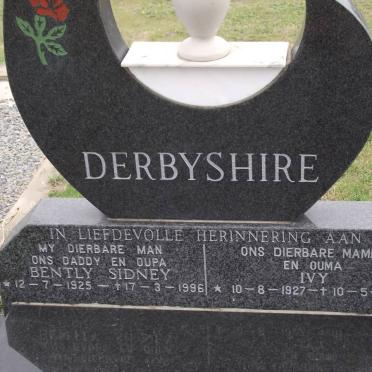 DERBYSHIRE
IN LIEFDEVOLLE HERINNERING AAN
MY DIERBARE MAN
ONS DADDY EN OUPA
BENTLY SIDNEY
* 12-7-1925 - †17-3-1996
ONS DIERBARE MAMA
EN OUMA
IVY
* 10-8-1927 - †10-5-